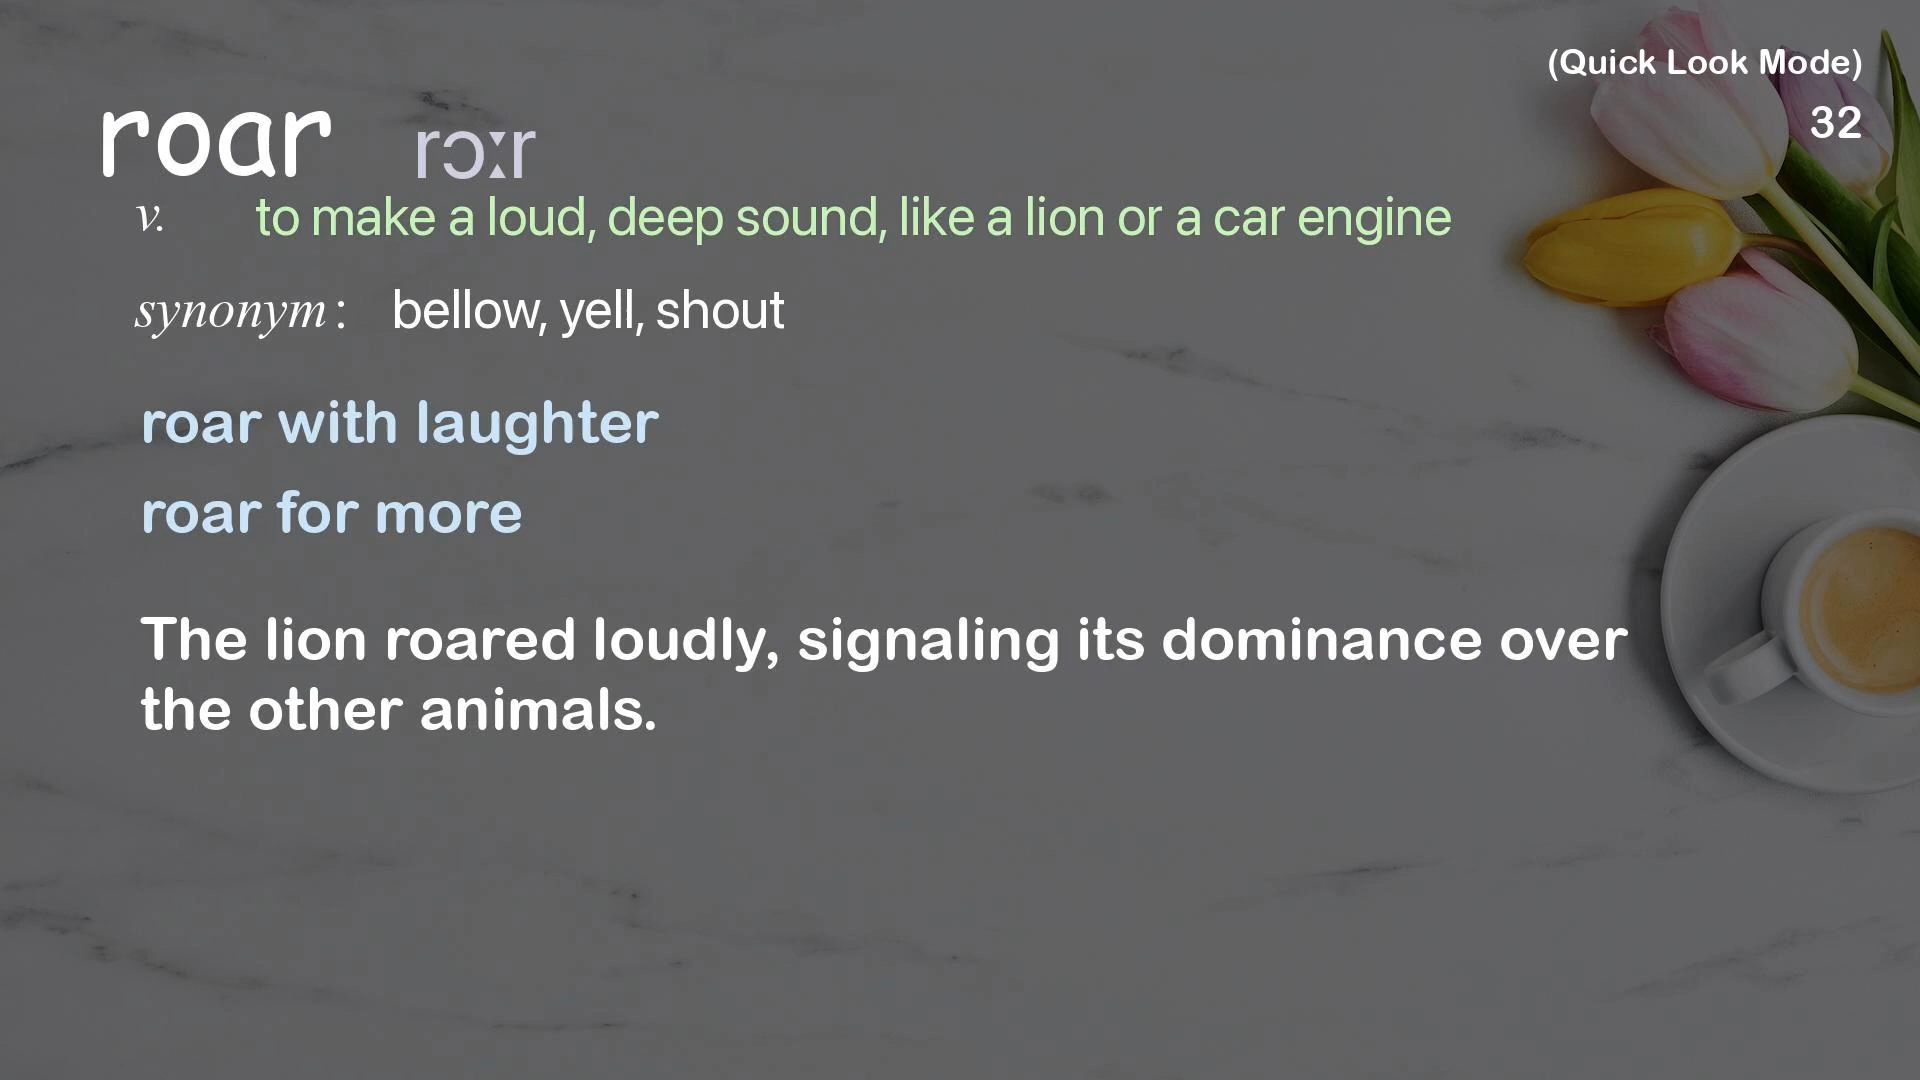 (Quick Look Mode)
32
roar rɔːr
v. to make a loud, deep sound, like a lion or a car engine
synonym: bellow, yell, shout
roar with laughter
roar for more
The lion roared loudly, signaling its dominance over
the other animals.